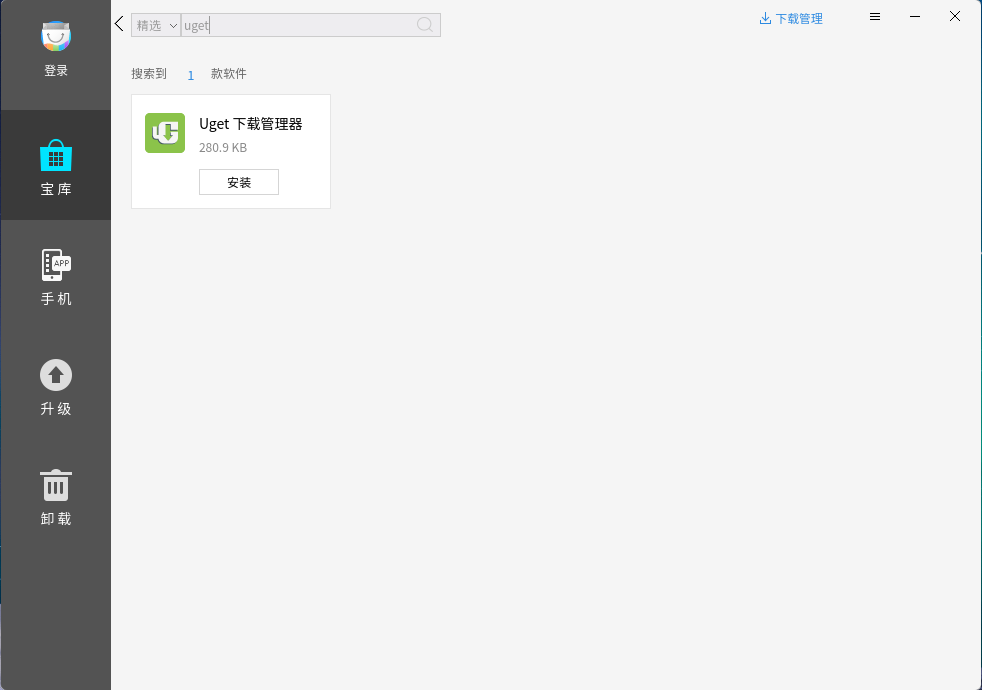 登录
宝库
手机
APP
升级
卸载
精选
uget
下载管理
搜索到 1 款软件
Uget 下载管理器
280.9 KB
安装